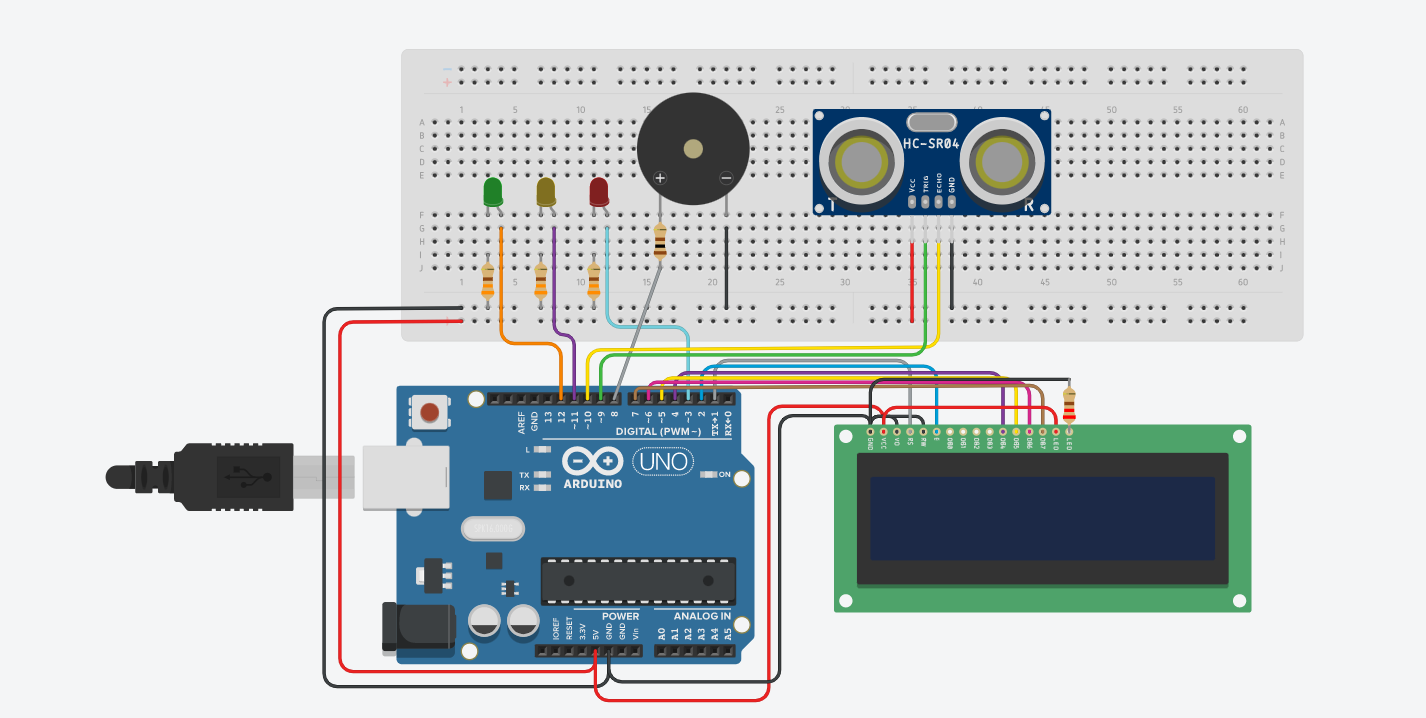 1 5 10 15 20 25 30 35 40 45 50 55 60
A A
B B
C C
D D
E E
HC-SR04
VCC TRIG ECHO GND
T R
F F
G G
H H
I I
J J
1 5 10 20 25 30 35 40 45 50 55 60
AREF GND 13 12 ~11 ~10 ~9 8 7 ~6 ~5 4 ~3 2 TX→1 RX←0
DIGITAL (PWM~)
L
TX
RX
ON
UNO
ARDUINO
GND VCC VO RS RW E DB0 DB1 DB2 DB3 DB4 DB5 DB6 DB7 LED LED
POWER ANALOG IN
IOREF RESET 3.3V 5V GND GND Vin A0 A1 A2 A3 A4 A5